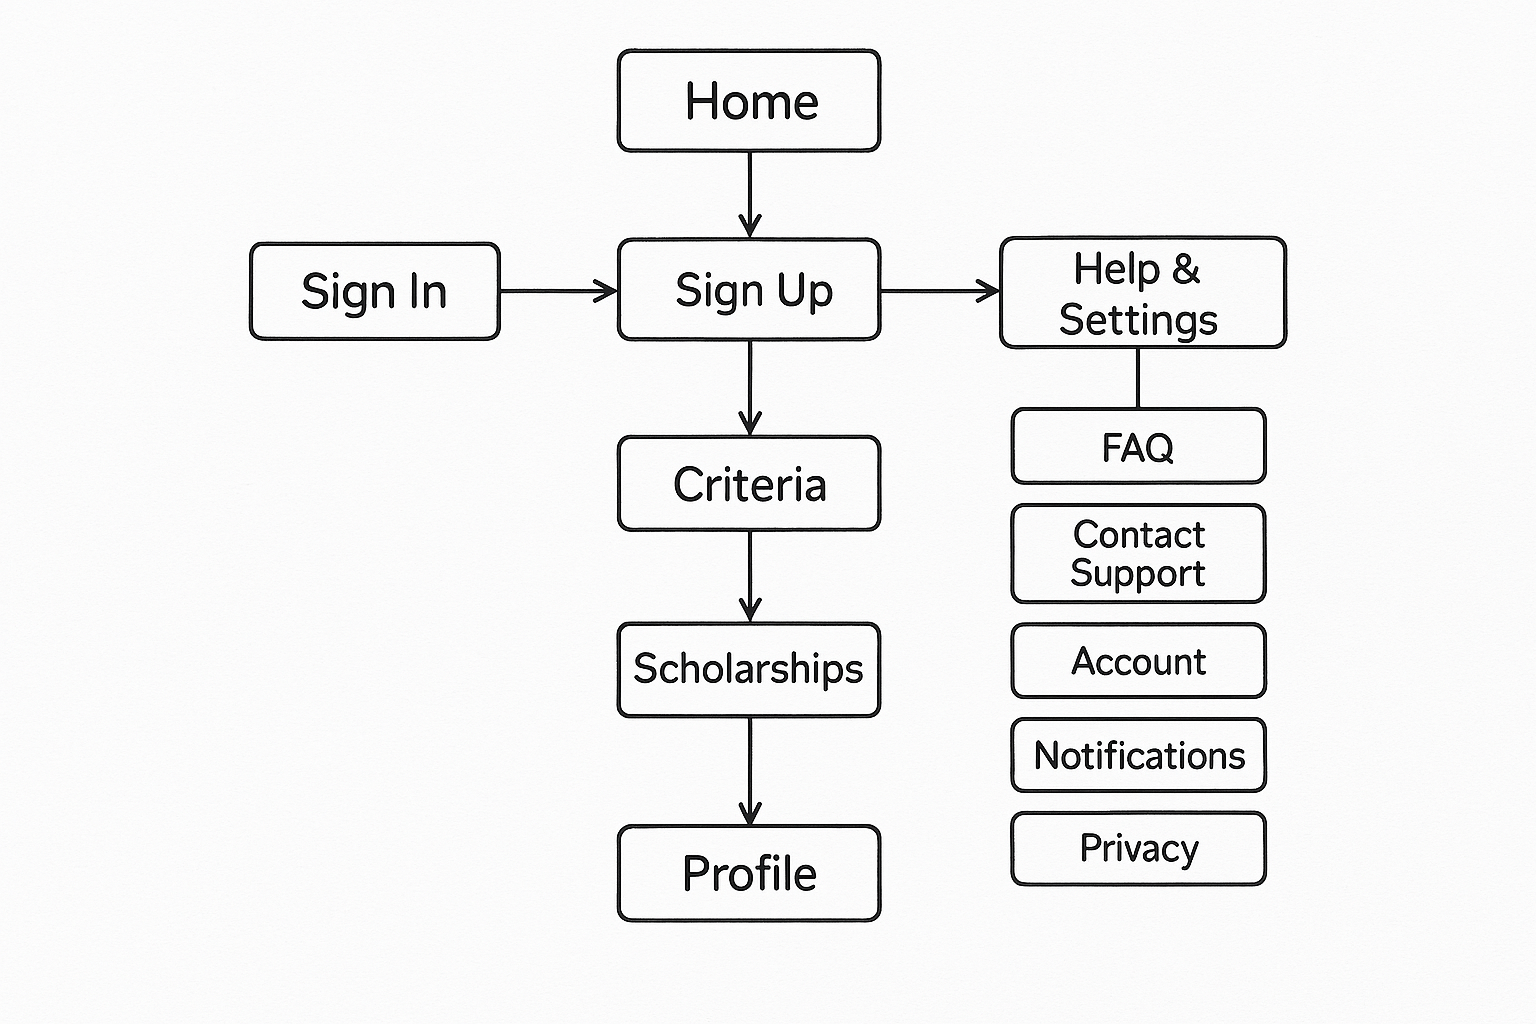 Home
Sign In
Sign Up
Help &
Settings
Criteria
Scholarships
Profile
FAQ
Contact
Support
Account
Notifications
Privacy